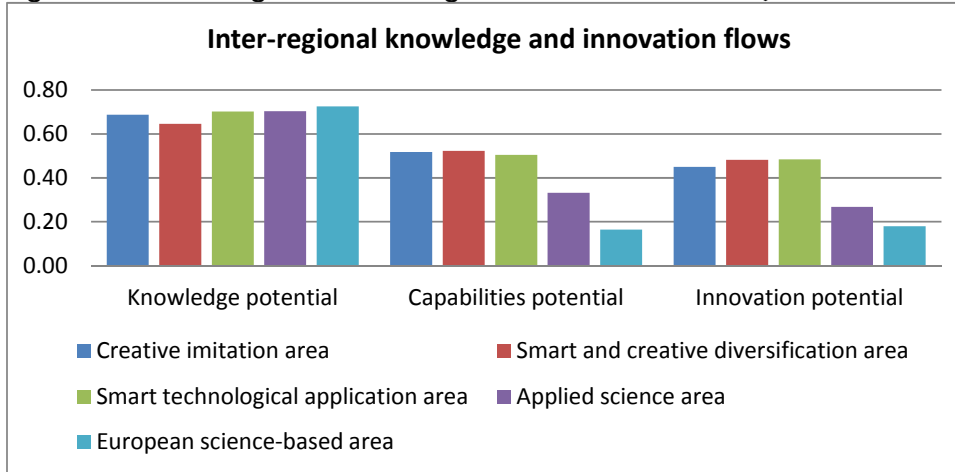 Inter-regional knowledge and innovation flows
0.80
0.60
0.40
0.20
0.00
Knowledge potential Capabilities potential Innovation potential
Creative imitation area Smart and creative diversification area
Smart technological application area Applied science area
European science-based area